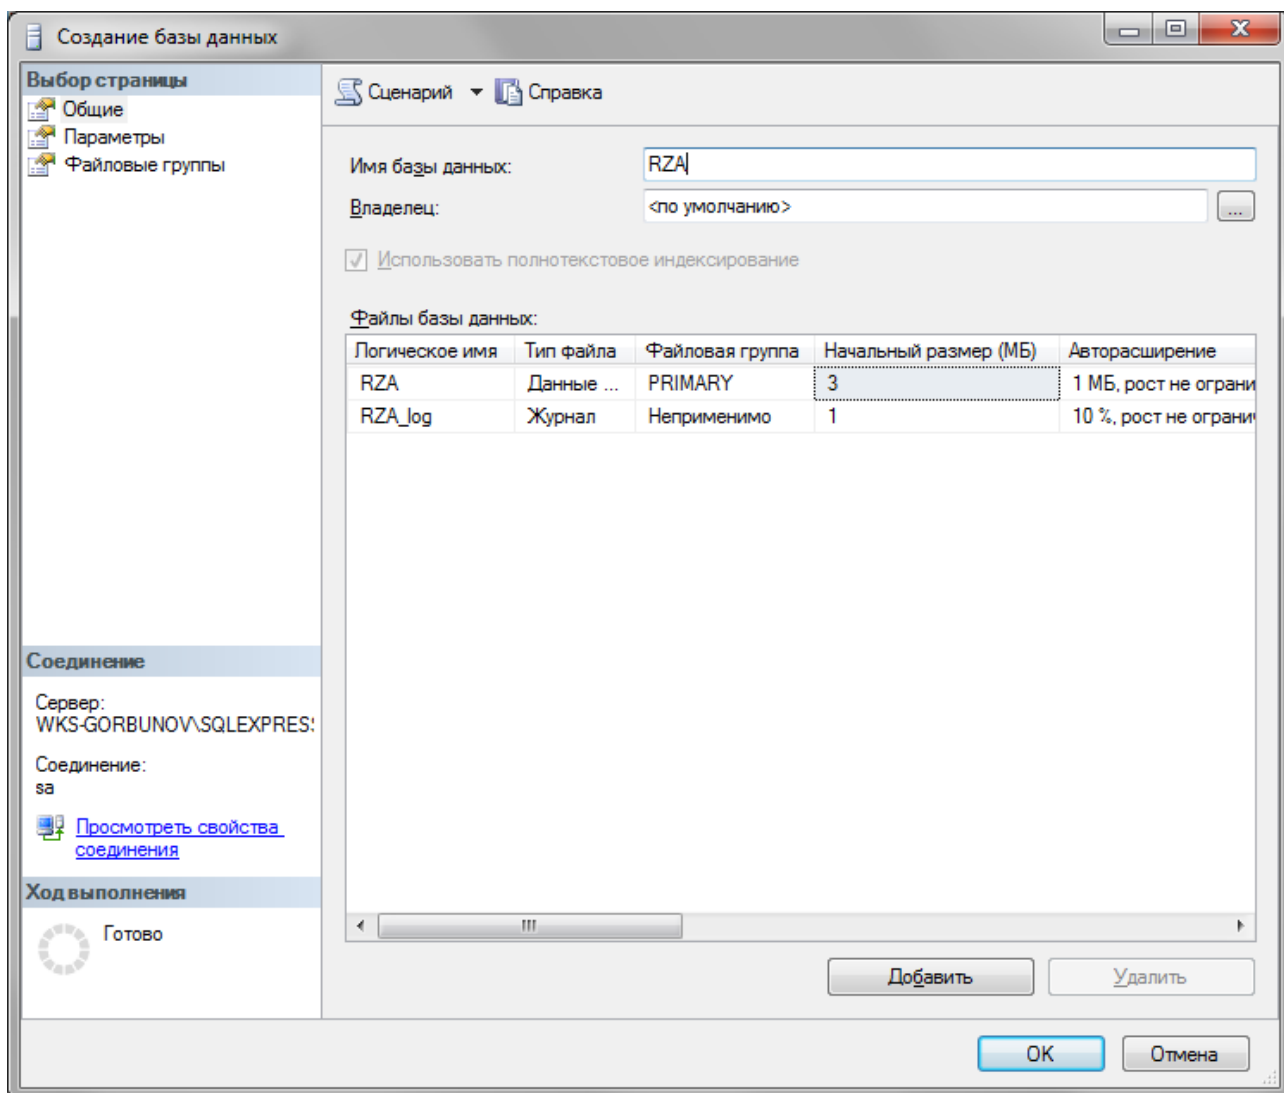 Создание базы данных
Выбор страницы
Общие
Параметры
Файловые группы
Сценарий Справка
Имя базы данных: RZA
Владелец: <по умолчанию> ...
Использовать полнотекстовое индексирование
Файлы базы данных:
Логическое имя Тип файла Файловая группа Начальный размер (МБ) Авторасширение
RZA Данные ... PRIMARY 3 1 МБ, рост не ограни
RZA_log Журнал Неприменимо 1 10 %, рост не ограни
Соединение
Сервер:
WKS-GORBUNOV\SQLEXPRES
Соединение:
sa
Просмотреть свойства
соединения
Ход выполнения
Готово
Добавить Удалить
OK Отмена